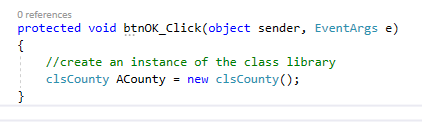 0 references
protected void btnOK_Click(object sender, EventArgs e)
{
//create an instance of the class library
clsCounty ACounty = new clsCounty();
}